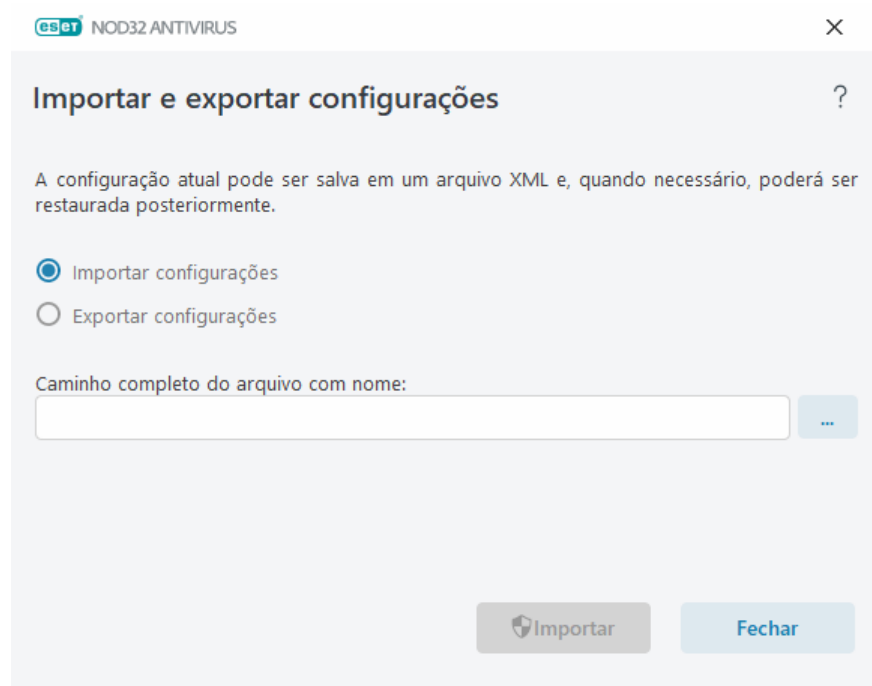 eset NOD32 ANTIVIRUS
Importar e exportar configurações
?
A configuração atual pode ser salva em um arquivo XML e, quando necessário, poderá ser
restaurada posteriormente.
Importar configurações
Exportar configurações
Caminho completo do arquivo com nome:
...
Importar
Fechar